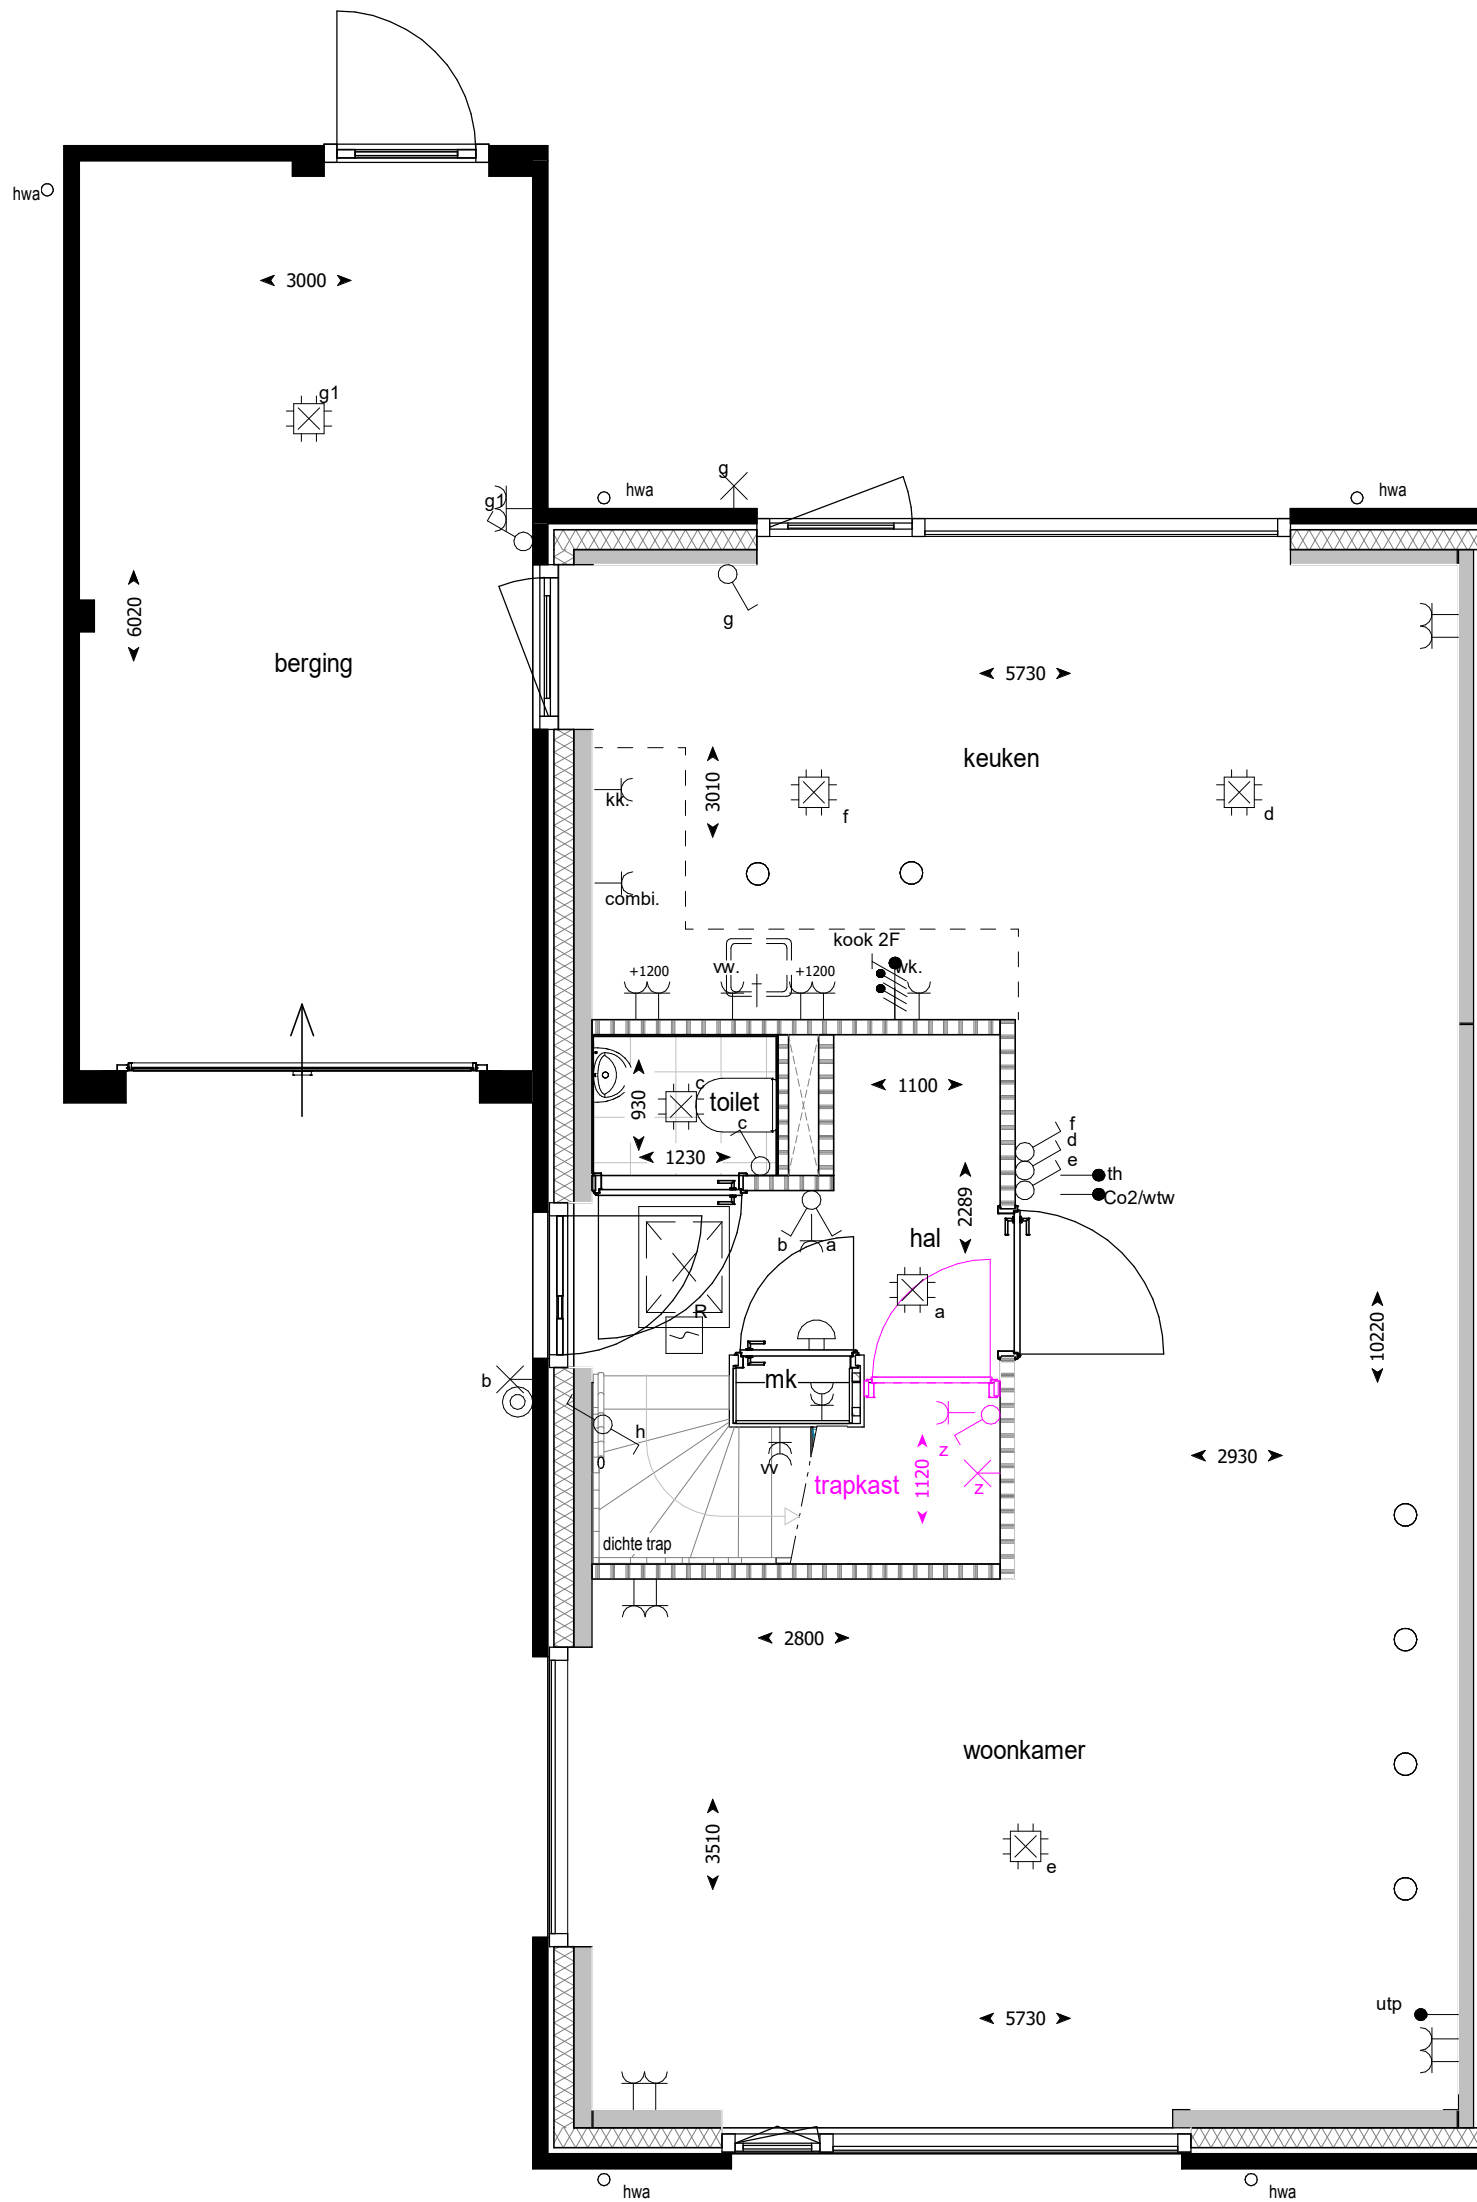 hwa
3000
g1
g
hwa
hwa
g1
g
6020
berging
5730
keuken
kk.
3010
f
d
combi.
kook 2F
+1200
vw.
+1200
wk.
1100
c
930
toilet
c
1230
f
d
e
th
Co2/wtw
2289
hal
b
a
R
a
10220
mk
b
h
0
vv
z
trapkast
1120
z
2930
dichte trap
2800
woonkamer
3510
e
utp
5730
hwa
hwa